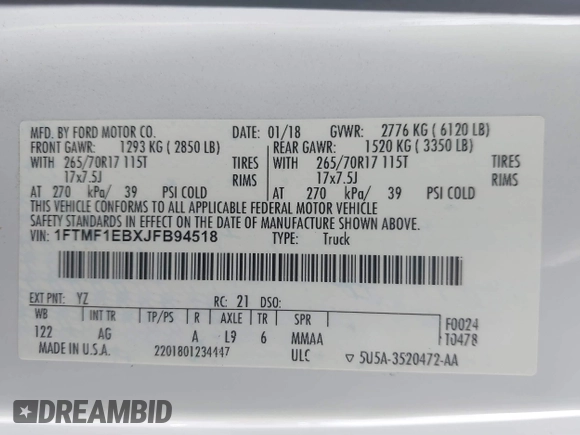 MFD. BY FORD MOTOR CO. DATE: 01/18 GVWR: 2776 KG ( 6120 LB)
FRONT GAWR: 1293 KG ( 2850 LB) REAR GAWR: 1520 KG ( 3350 LB)
WITH 265/70R17 115T TIRES WITH 265/70R17 115T TIRES
17x7.5J RIMS 17x7.5J RIMS
AT 270 kPa/ 39 PSI COLD AT 270 kPa/ 39 PSI COLD
THIS VEHICLE CONFORMS TO ALL APPLICABLE FEDERAL MOTOR VEHICLE
SAFETY STANDARDS IN EFFECT ON THE DATE OF MANUFACTURE SHOWN ABOVE.
VIN: 1FTMF1EBXJFB94518 TYPE: Truck
EXT PNT: YZ RC: 21 DSO:
WB INT TR TP/PS R AXLE TR SPR F0024
122 AG A L9 6 MMAA T0478
MADE IN U.S.A. 2201801234447 ULC ▽ 5U5A-3520472-AA
DREAMBID